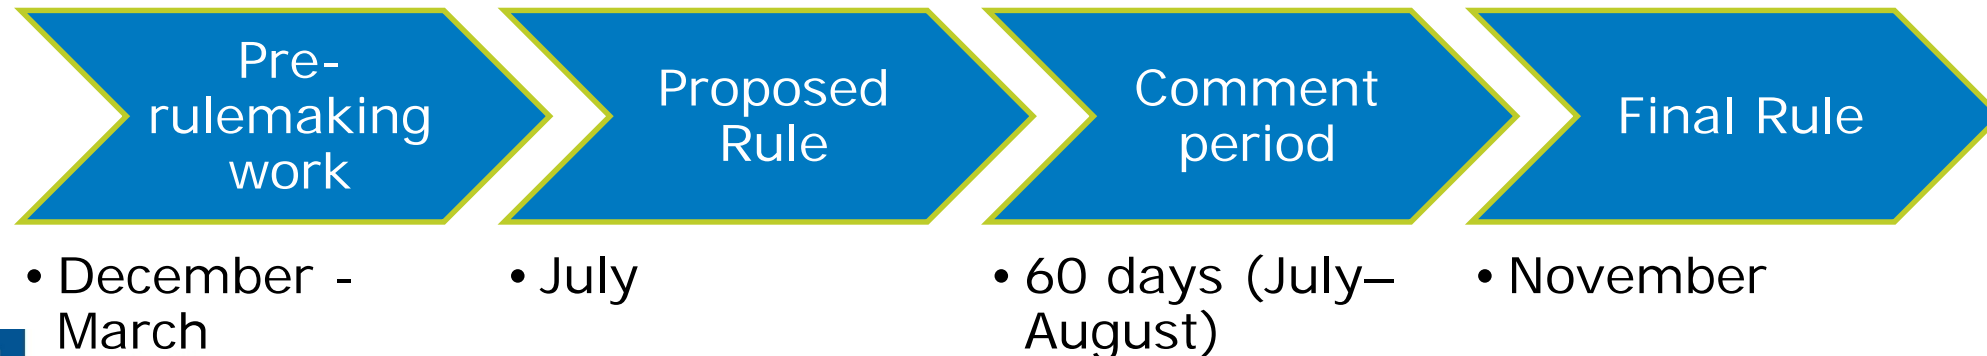 Pre-
rulemaking
work
Proposed
Rule
Comment
period
Final Rule
• December -
March
• July
• 60 days (July–
August)
• November